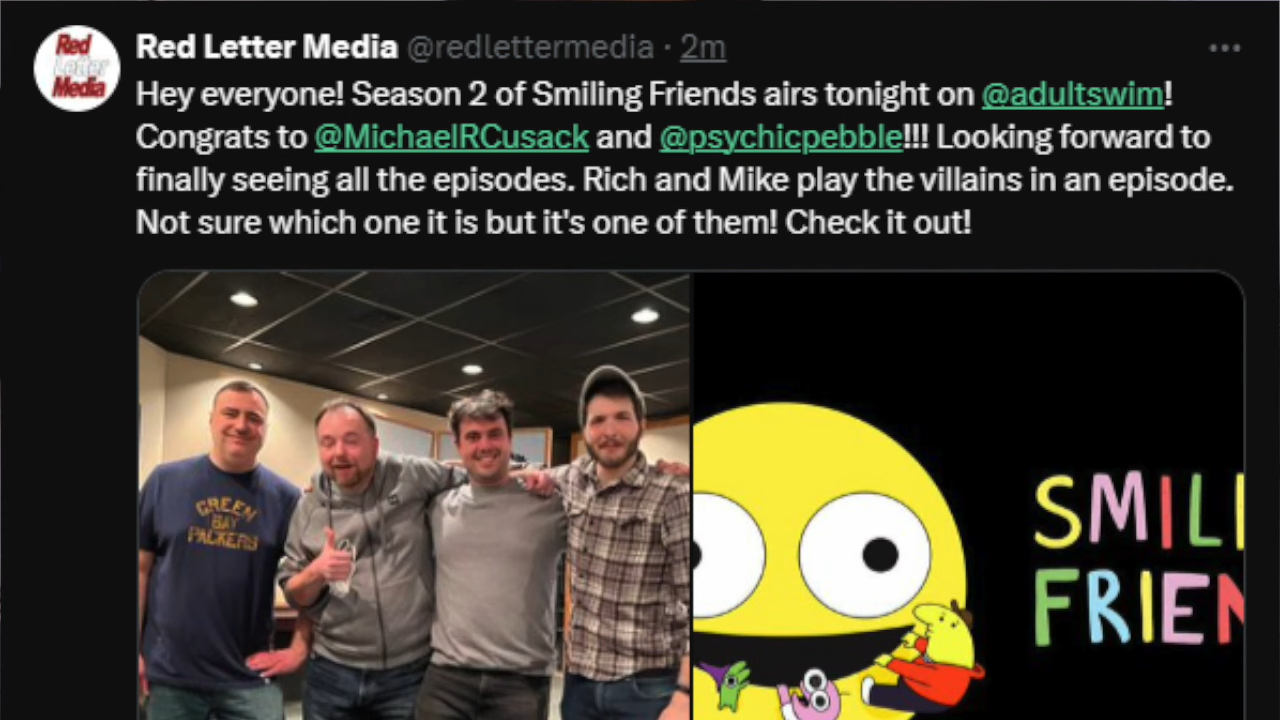 Red
Letter
Media
Red Letter Media @redlettermedia · 2m
Hey everyone! Season 2 of Smiling Friends airs tonight on @adultswim!
Congrats to @MichaelRCusack and @psychicpebble!!! Looking forward to
finally seeing all the episodes. Rich and Mike play the villains in an episode.
Not sure which one it is but it's one of them! Check it out!
GREEN
BAY
PACKERS
SMILI
FRIEN